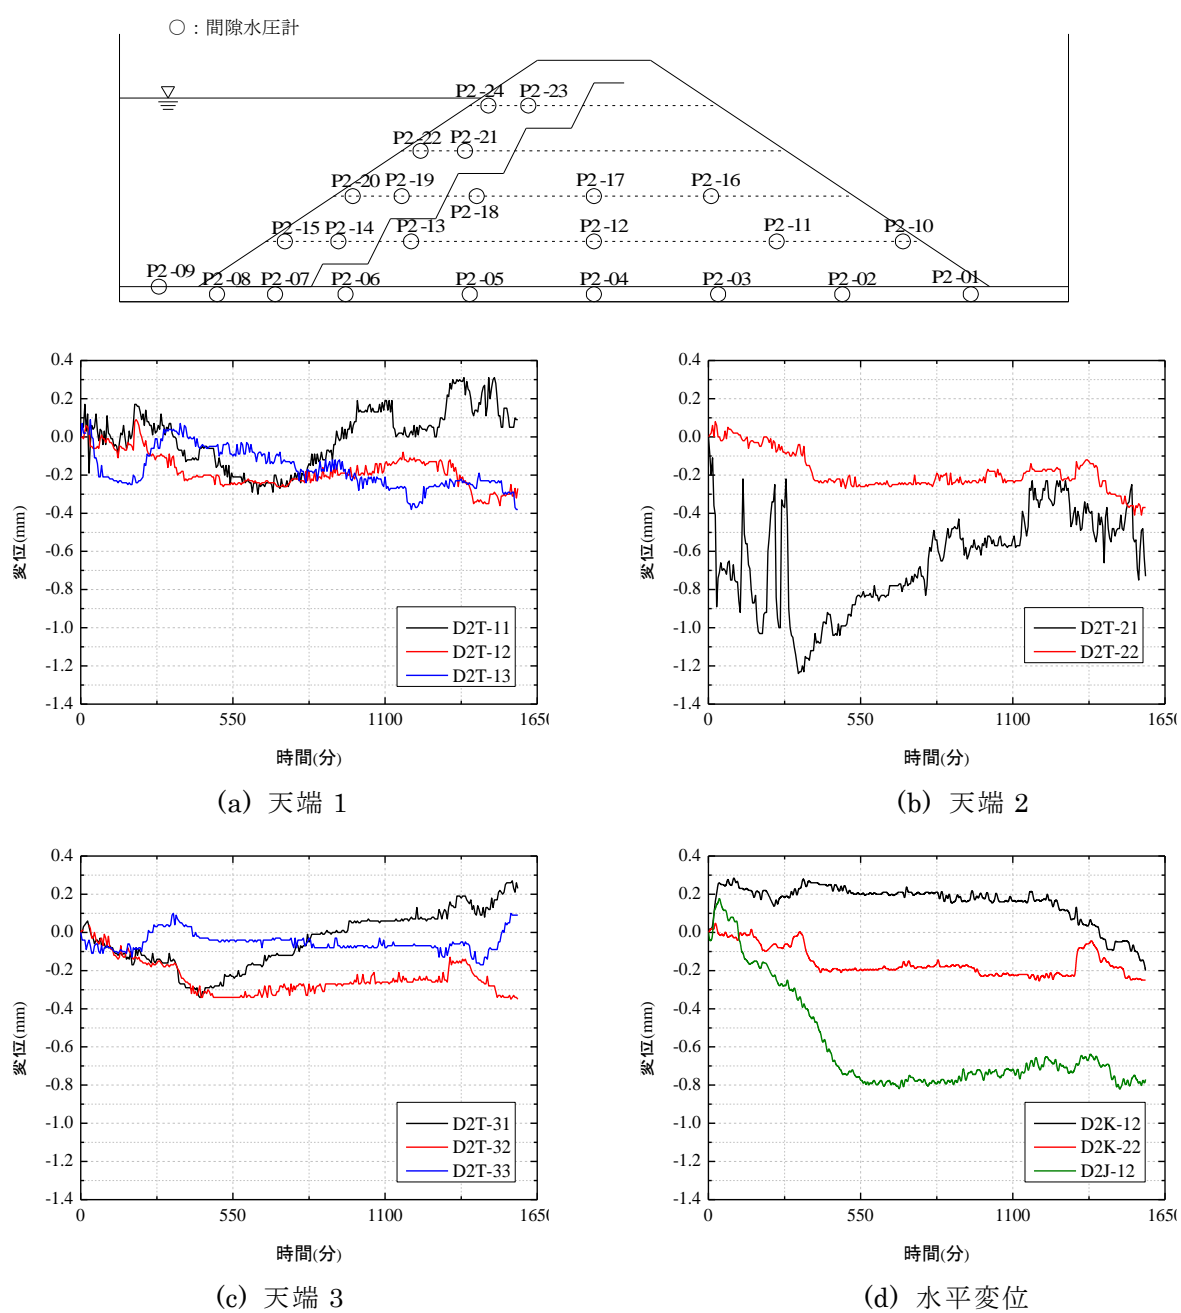 ○ : 間隙水圧計
P2-24 P2-23
P2-22 P2-21
P2-20 P2-19 P2-18 P2-17 P2-16
P2-15 P2-14 P2-13 P2-12 P2-11 P2-10
P2-09 P2-08 P2-07 P2-06 P2-05 P2-04 P2-03 P2-02 P2-01
0.4
0.2
0.0
-0.2
-0.4
-0.6
-0.8
-1.0
-1.2
-1.4
変位(mm)
D2T-11
D2T-12
D2T-13
0 550 1100 1650
時間(分)
(a) 天端 1
0.4
0.2
0.0
-0.2
-0.4
-0.6
-0.8
-1.0
-1.2
-1.4
変位(mm)
D2T-21
D2T-22
0 550 1100 1650
時間(分)
(b) 天端 2
0.4
0.2
0.0
-0.2
-0.4
-0.6
-0.8
-1.0
-1.2
-1.4
変位(mm)
D2T-31
D2T-32
D2T-33
0 550 1100 1650
時間(分)
(c) 天端 3
0.4
0.2
0.0
-0.2
-0.4
-0.6
-0.8
-1.0
-1.2
-1.4
変位(mm)
D2K-12
D2K-22
D2J-12
0 550 1100 1650
時間(分)
(d) 水平変位